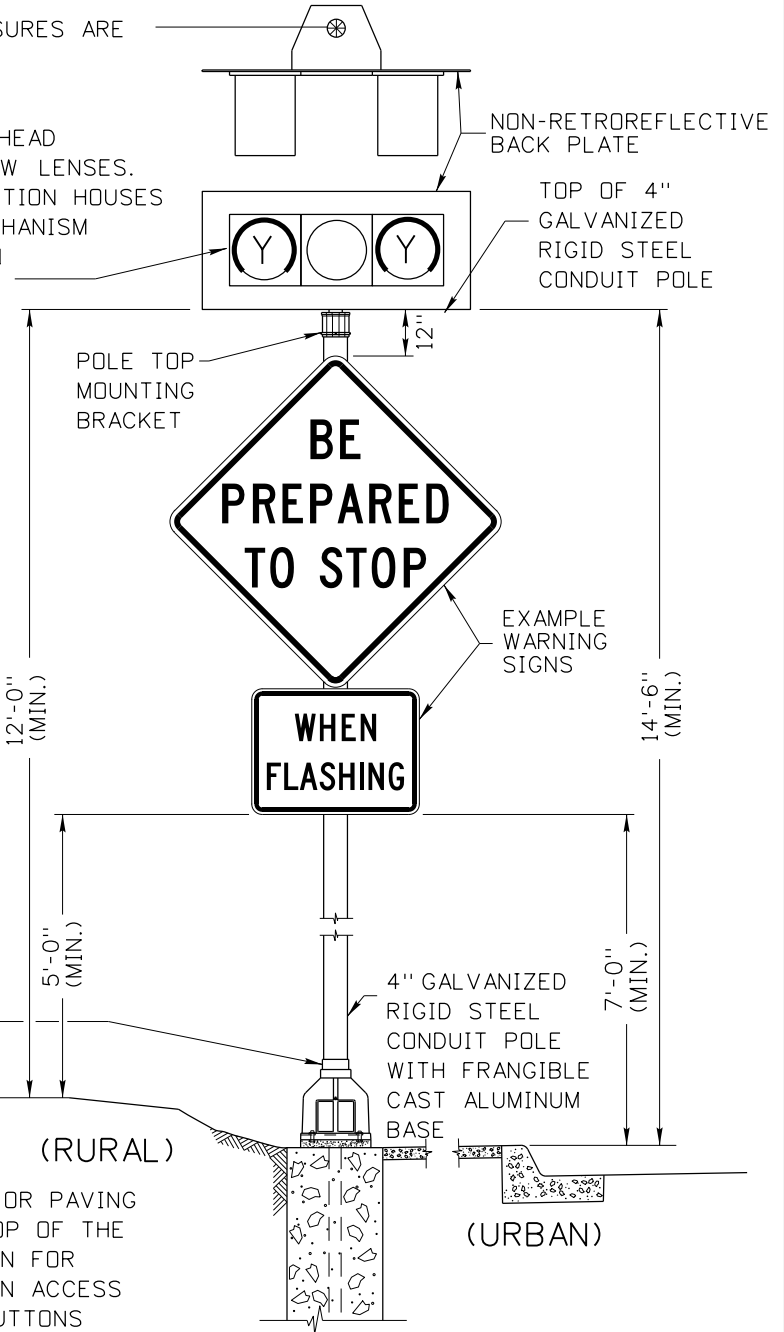 SURES ARE
HEAD
W LENSES.
TION HOUSES
HANISM
NON-RETROREFLECTIVE
BACK PLATE
TOP OF 4"
GALVANIZED
RIGID STEEL
CONDUIT POLE
Y
Y
12"
POLE TOP
MOUNTING
BRACKET
BE
PREPARED
TO STOP
EXAMPLE
WARNING
SIGNS
12'-0"
(MIN.)
14'-6"
(MIN.)
WHEN
FLASHING
5'-0"
(MIN.)
7'-0"
(MIN.)
4" GALVANIZED
RIGID STEEL
CONDUIT POLE
WITH FRANGIBLE
CAST ALUMINUM
BASE
(RURAL)
(URBAN)
OR PAVING
OP OF THE
N FOR
N ACCESS
UTTONS